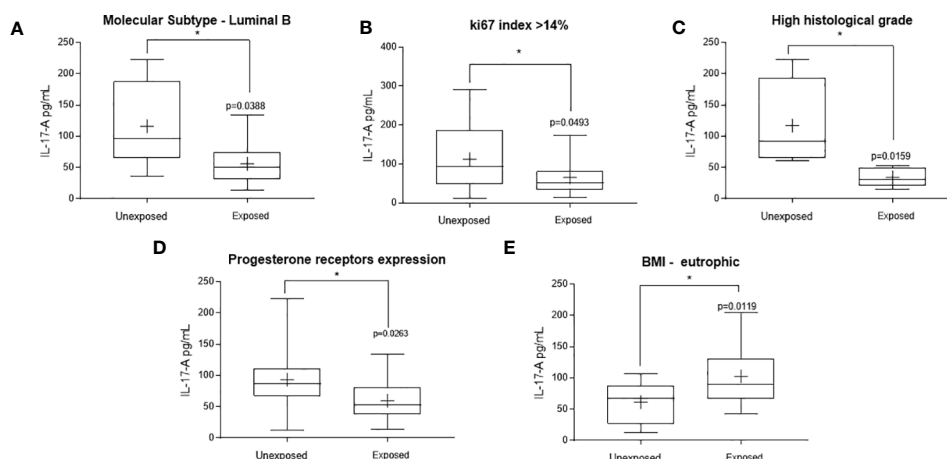 A
Molecular Subtype - Luminal B
*
p=0.0388
IL-17-A pg/mL
250
200
150
100
50
0
Unexposed Exposed
B
ki67 index >14%
*
p=0.0493
IL-17-A pg/mL
400
300
200
100
0
Unexposed Exposed
C
High histological grade
*
p=0.0159
IL-17-A pg/mL
250
200
150
100
50
0
Unexposed Exposed
D
Progesterone receptors expression
*
p=0.0263
IL-17-A pg/mL
250
200
150
100
50
0
Unexposed Exposed
E
BMI - eutrophic
*
p=0.0119
IL-17-A pg/mL
250
200
150
100
50
0
Unexposed Exposed